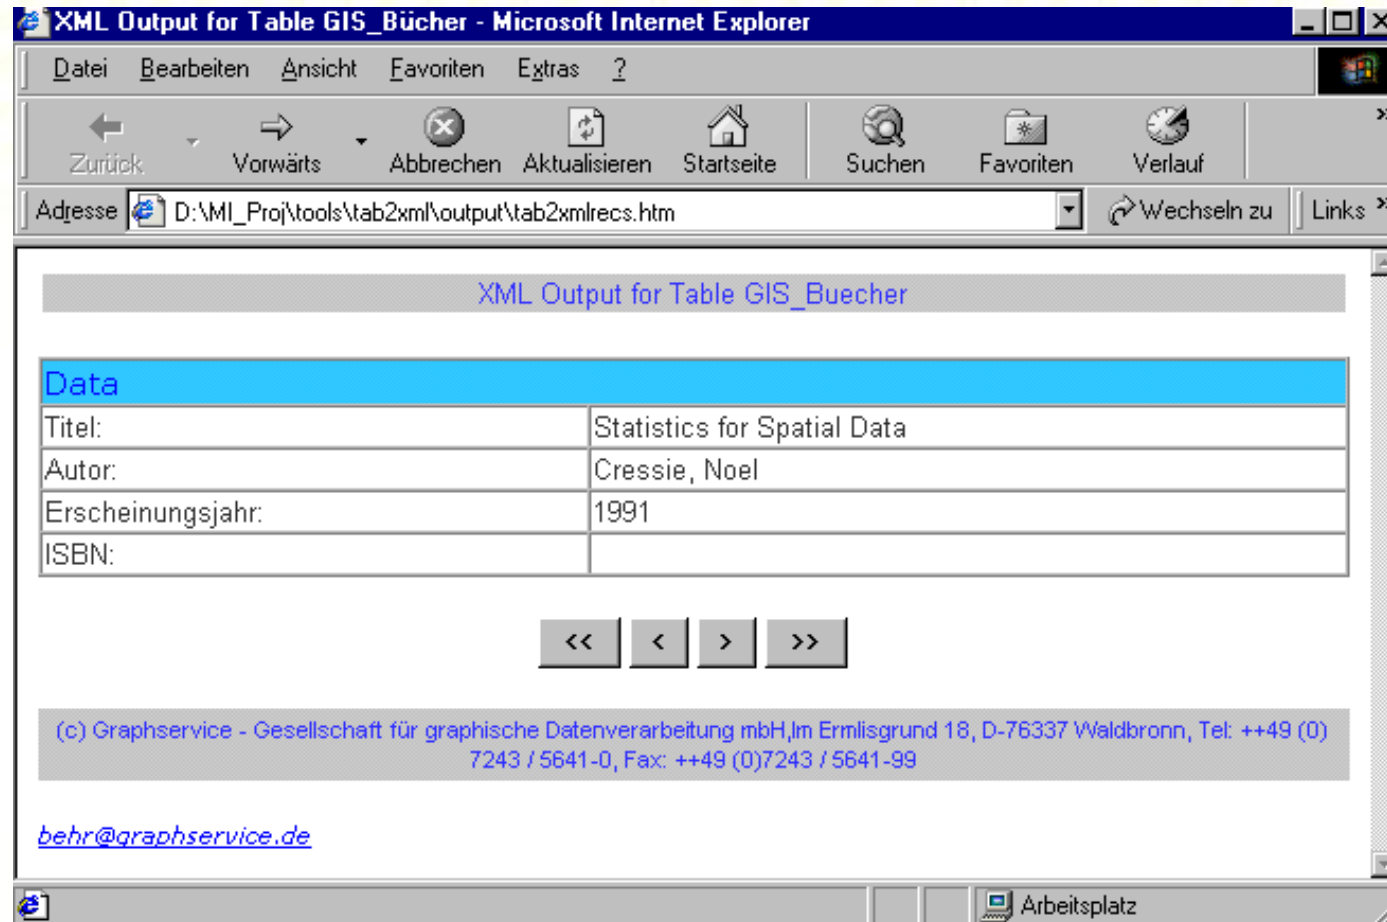 XML Output for Table GIS_Bücher - Microsoft Internet Explorer
Datei Bearbeiten Ansicht Favoriten Extras ?
Zurück Vorwärts Abbrechen Aktualisieren Startseite Suchen Favoriten Verlauf »
Adresse D:\MI_Proj\tools\tab2xml\output\tab2xmlrecs.htm Wechseln zu Links »
XML Output for Table GIS_Buecher
Data
Titel: Statistics for Spatial Data
Autor: Cressie, Noel
Erscheinungsjahr: 1991
ISBN:
<< < > >>
(c) Graphservice - Gesellschaft für graphische Datenverarbeitung mbH,Im Ermlisgrund 18, D-76337 Waldbronn, Tel: ++49 (0)
7243 / 5641-0, Fax: ++49 (0)7243 / 5641-99
behr@graphservice.de
Arbeitsplatz